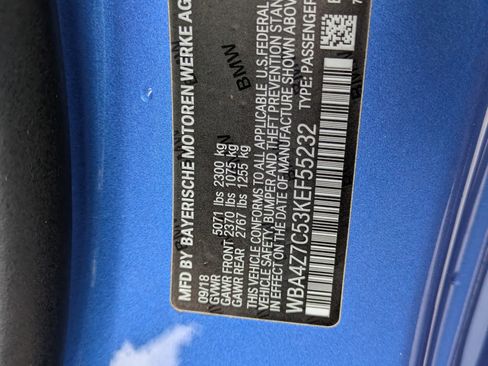 MFD BY BAYERISCHE MOTOREN WERKE AG
09/18
GVWR 5071 lbs 2300 kg
GAWR FRONT 2370 lbs 1075 kg
GAWR REAR 2767 lbs 1255 kg
THIS VEHICLE CONFORMS TO ALL APPLICABLE U.S. FEDERAL
MOTOR VEHICLE SAFETY, BUMPER AND THEFT PREVENTION STAN
IN EFFECT ON THE DATE OF MANUFACTURE SHOWN ABOVE
WBA4Z7C53KEF55232 TYPE: PASSENGER
BMW